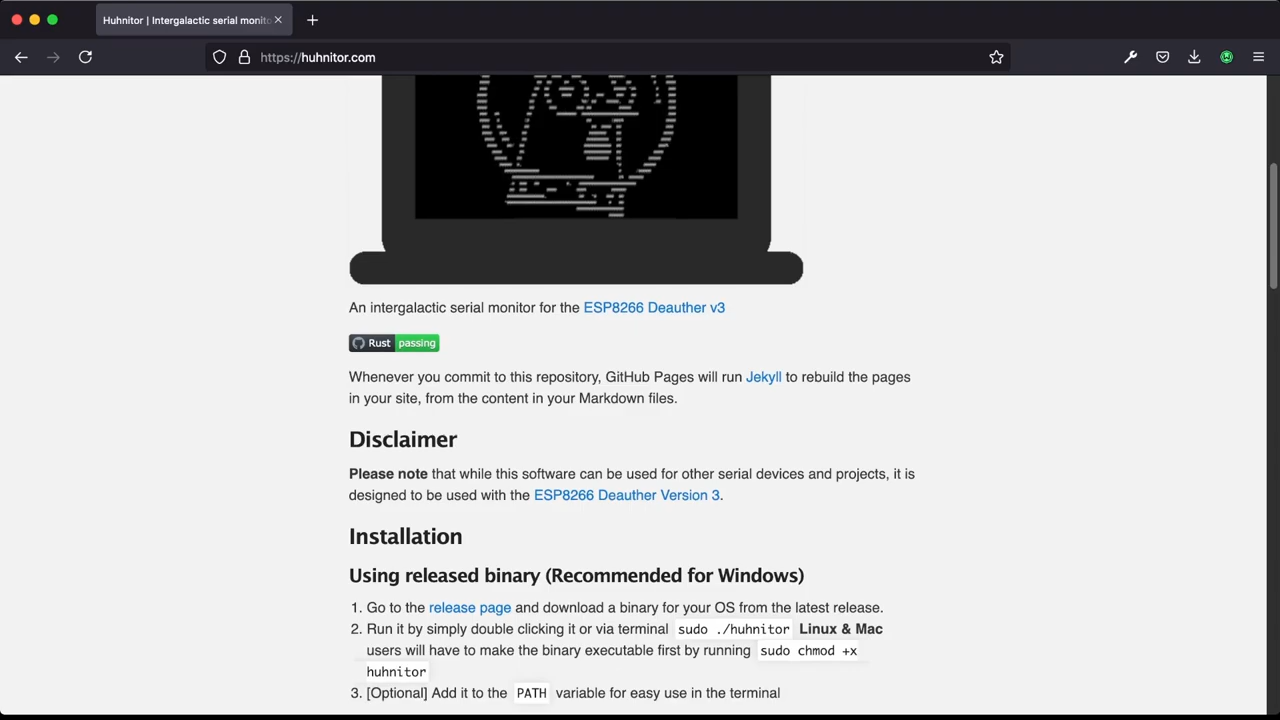 Huhnitor | Intergalactic serial monito
https://huhnitor.com
An intergalactic serial monitor for the ESP8266 Deauther v3
Rust passing
Whenever you commit to this repository, GitHub Pages will run Jekyll to rebuild the pages
in your site, from the content in your Markdown files.
Disclaimer
Please note that while this software can be used for other serial devices and projects, it is
designed to be used with the ESP8266 Deauther Version 3.
Installation
Using released binary (Recommended for Windows)
1. Go to the release page and download a binary for your OS from the latest release.
2. Run it by simply double clicking it or via terminal sudo ./huhnitor Linux & Mac
users will have to make the binary executable first by running sudo chmod +x
huhnitor
3. [Optional] Add it to the PATH variable for easy use in the terminal